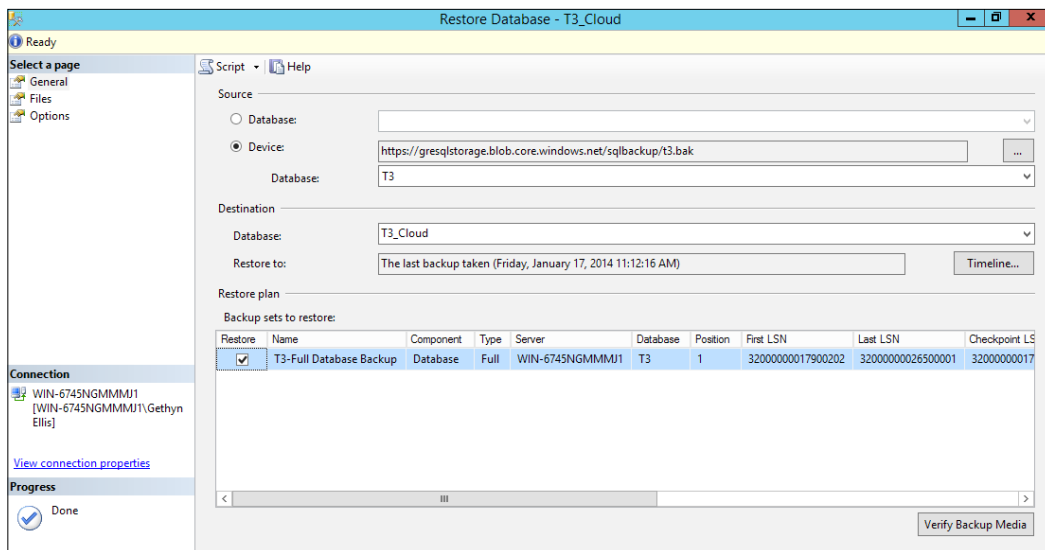 Restore Database - T3_Cloud
Ready
Select a page
General
Files
Options
Script
Help
Source
Database:
Device:
https://gresqlstorage.blob.core.windows.net/sqlbackup/t3.bak
...
Database:
T3
Destination
Database:
T3_Cloud
Restore to:
The last backup taken (Friday, January 17, 2014 11:12:16 AM)
Timeline...
Restore plan
Backup sets to restore:
Restore Name Component Type Server Database Position First LSN Last LSN Checkpoint LS
T3-Full Database Backup Database Full WIN-6745NGMMMJ1 T3 1 32000000017900202 32000000026500001 32000000017
Connection
WIN-6745NGMMMJ1
[WIN-6745NGMMMJ1\Gethyn
Ellis]
View connection properties
Progress
Done
Verify Backup Media